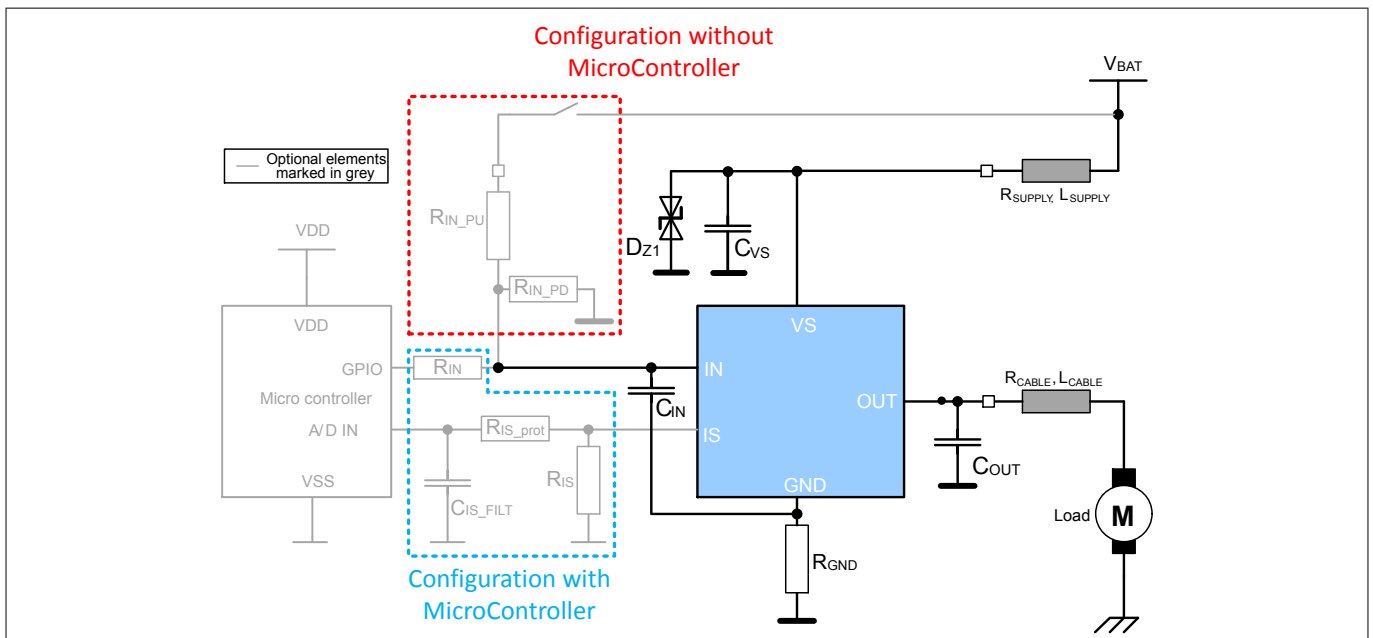 Configuration without
MicroController
VBAT
Optional elements
marked in grey
RIN_PU
RSUPPLY, LSUPPLY
VDD
DZ1
CVS
RIN_PD
VDD
VS
GPIO
RIN
IN
RCABLE, LCABLE
Micro controller
CIN
OUT
A/D IN
RIS_prot
IS
COUT
VSS
RIS
GND
CIS_FILT
Load
M
RGND
Configuration with
MicroController